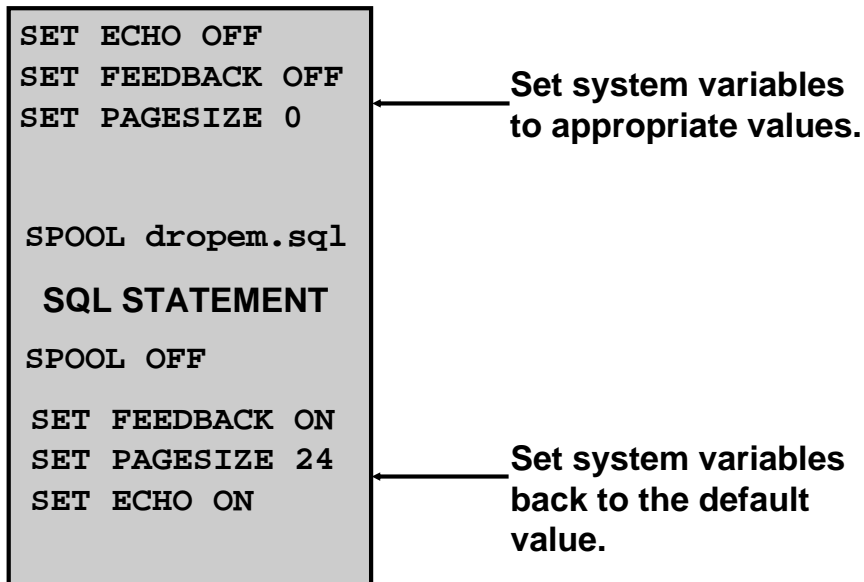 SET ECHO OFF
SET FEEDBACK OFF
SET PAGESIZE 0
Set system variables
to appropriate values.
SPOOL dropem.sql
SQL STATEMENT
SPOOL OFF
SET FEEDBACK ON
SET PAGESIZE 24
SET ECHO ON
Set system variables
back to the default
value.